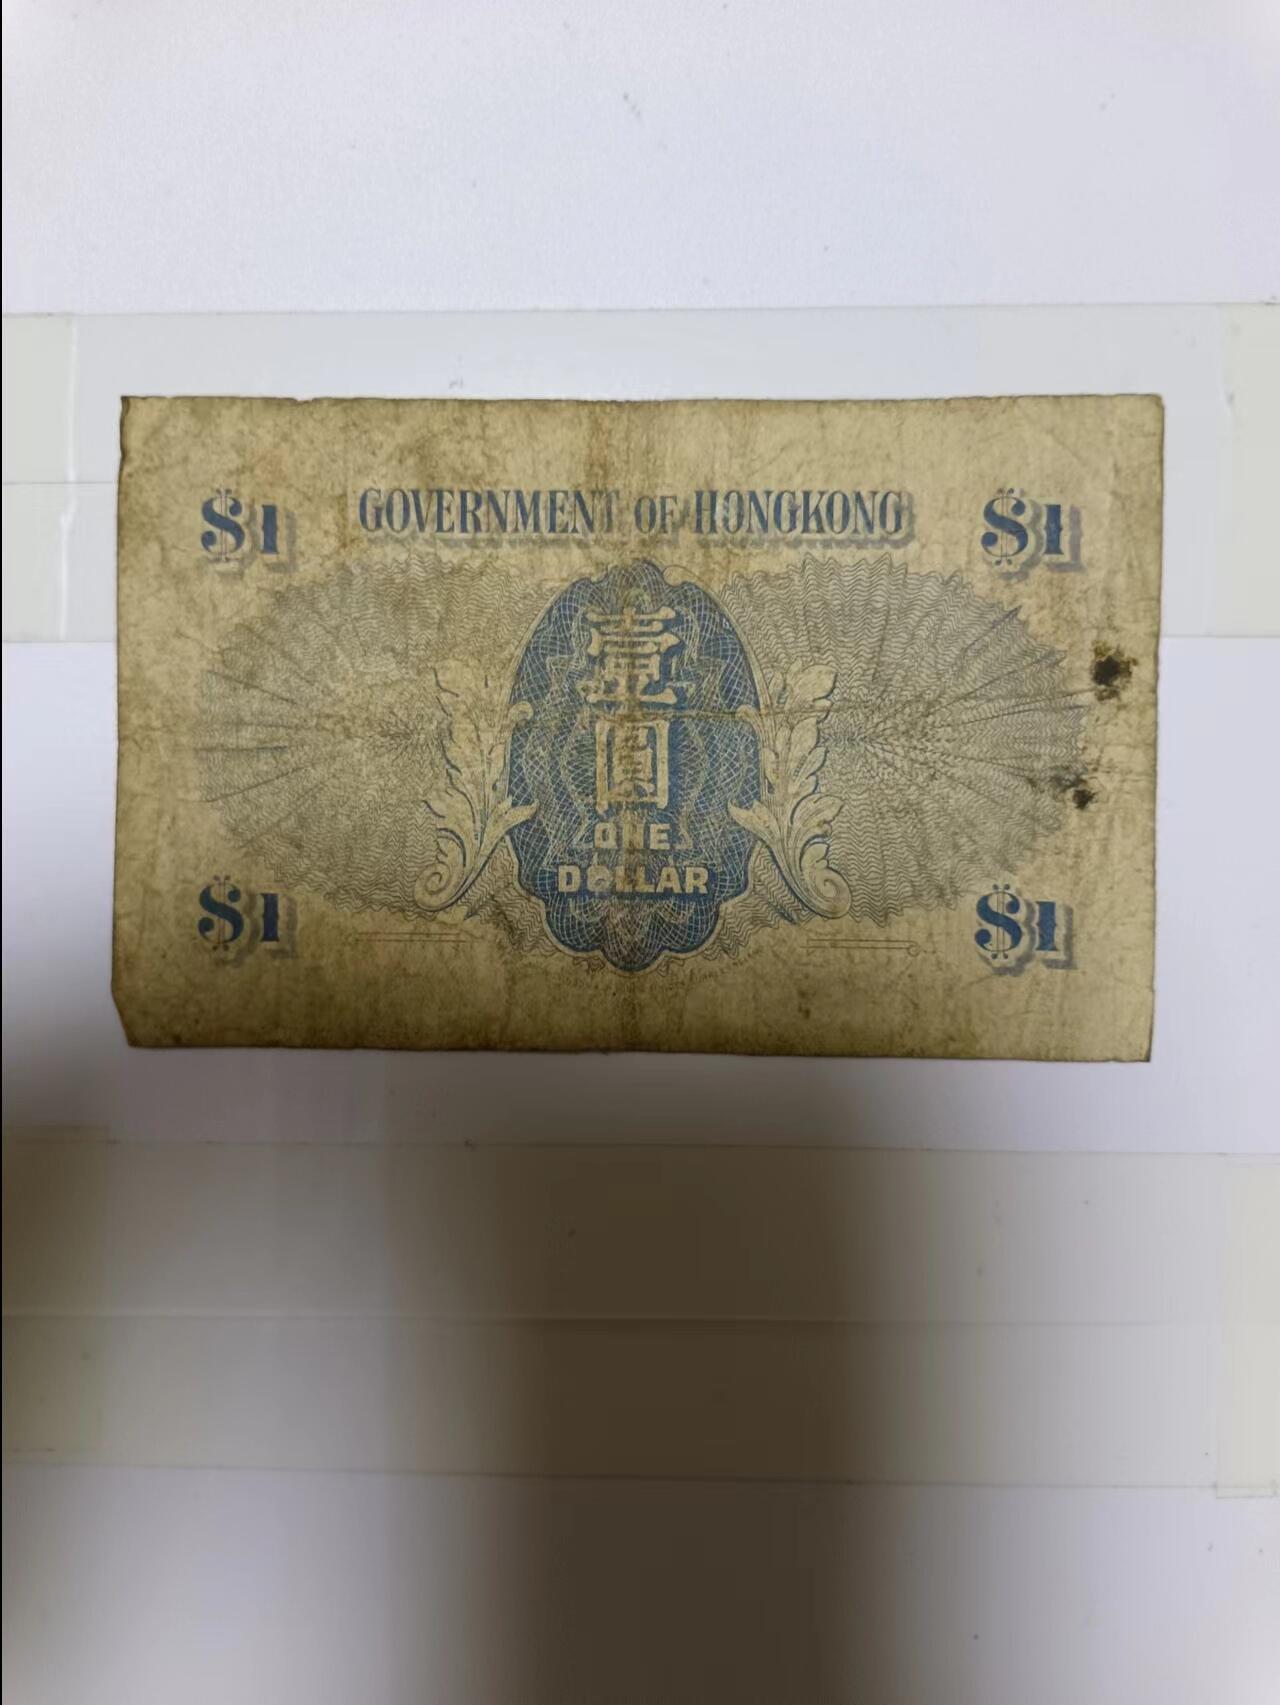 $1 GOVERNMENT OF HONGKONG $1
壹
圓
ONE
DOLLAR
$1 $1